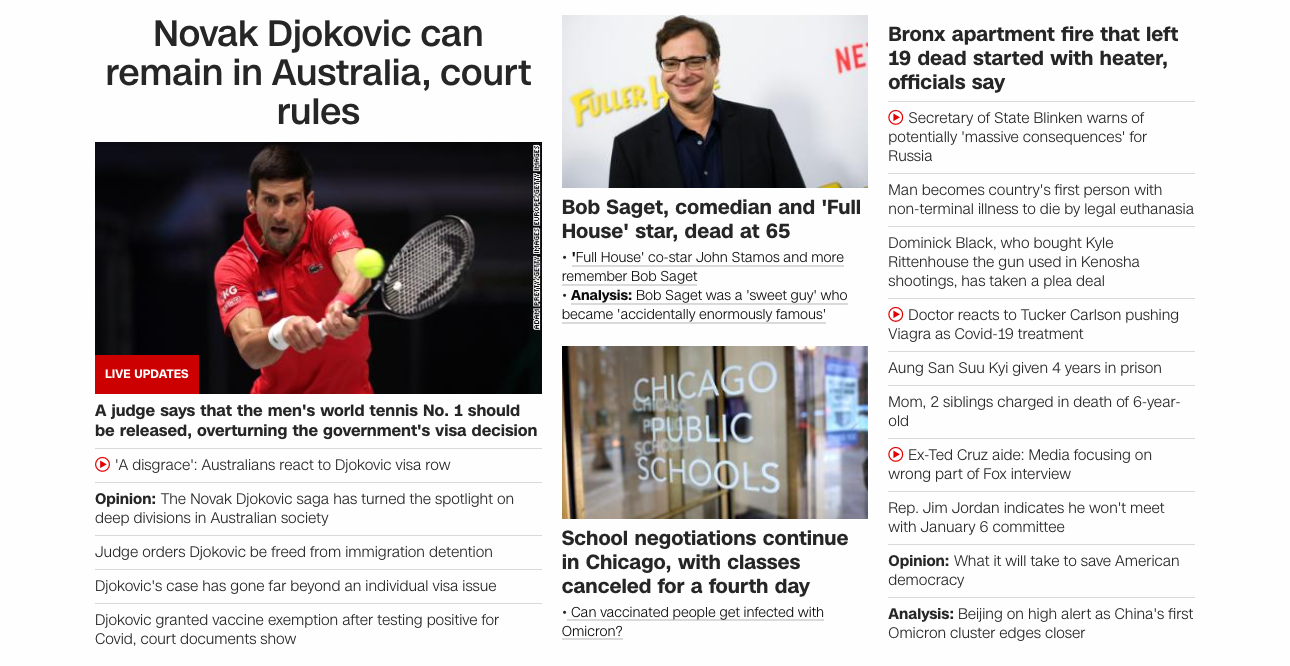 Novak Djokovic can
remain in Australia, court
rules
ADAM PRETTY/GETTY IMAGES EUROPE/GETTY IMAGES
KG
LIVE UPDATES
A judge says that the men's world tennis No. 1 should
be released, overturning the government's visa decision
'A disgrace': Australians react to Djokovic visa row
Opinion: The Novak Djokovic saga has turned the spotlight on
deep divisions in Australian society
Judge orders Djokovic be freed from immigration detention
Djokovic's case has gone far beyond an individual visa issue
Djokovic granted vaccine exemption after testing positive for
Covid, court documents show
NE
FULLER H
Bob Saget, comedian and 'Full
House' star, dead at 65
• 'Full House' co-star John Stamos and more
remember Bob Saget
• Analysis: Bob Saget was a 'sweet guy' who
became 'accidentally enormously famous'
CHICAGO
PUBLIC
SCHOOLS
School negotiations continue
in Chicago, with classes
canceled for a fourth day
• Can vaccinated people get infected with
Omicron?
Bronx apartment fire that left
19 dead started with heater,
officials say
Secretary of State Blinken warns of
potentially 'massive consequences' for
Russia
Man becomes country's first person with
non-terminal illness to die by legal euthanasia
Dominick Black, who bought Kyle
Rittenhouse the gun used in Kenosha
shootings, has taken a plea deal
Doctor reacts to Tucker Carlson pushing
Viagra as Covid-19 treatment
Aung San Suu Kyi given 4 years in prison
Mom, 2 siblings charged in death of 6-year-
old
Ex-Ted Cruz aide: Media focusing on
wrong part of Fox interview
Rep. Jim Jordan indicates he won't meet
with January 6 committee
Opinion: What it will take to save American
democracy
Analysis: Beijing on high alert as China's first
Omicron cluster edges closer